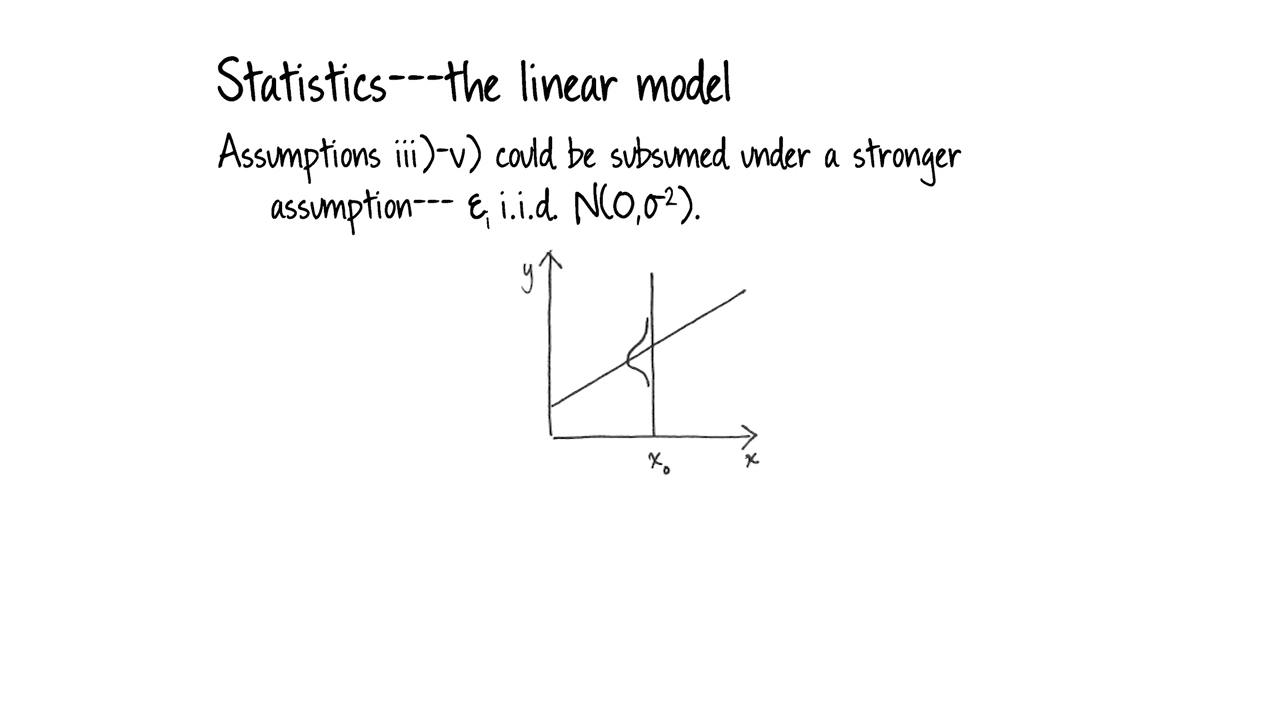 Statistics---the linear model
Assumptions iii)-v) could be subsumed under a stronger
assumption--- εᵢ i.i.d. N(0,σ²).
y
x₀
x